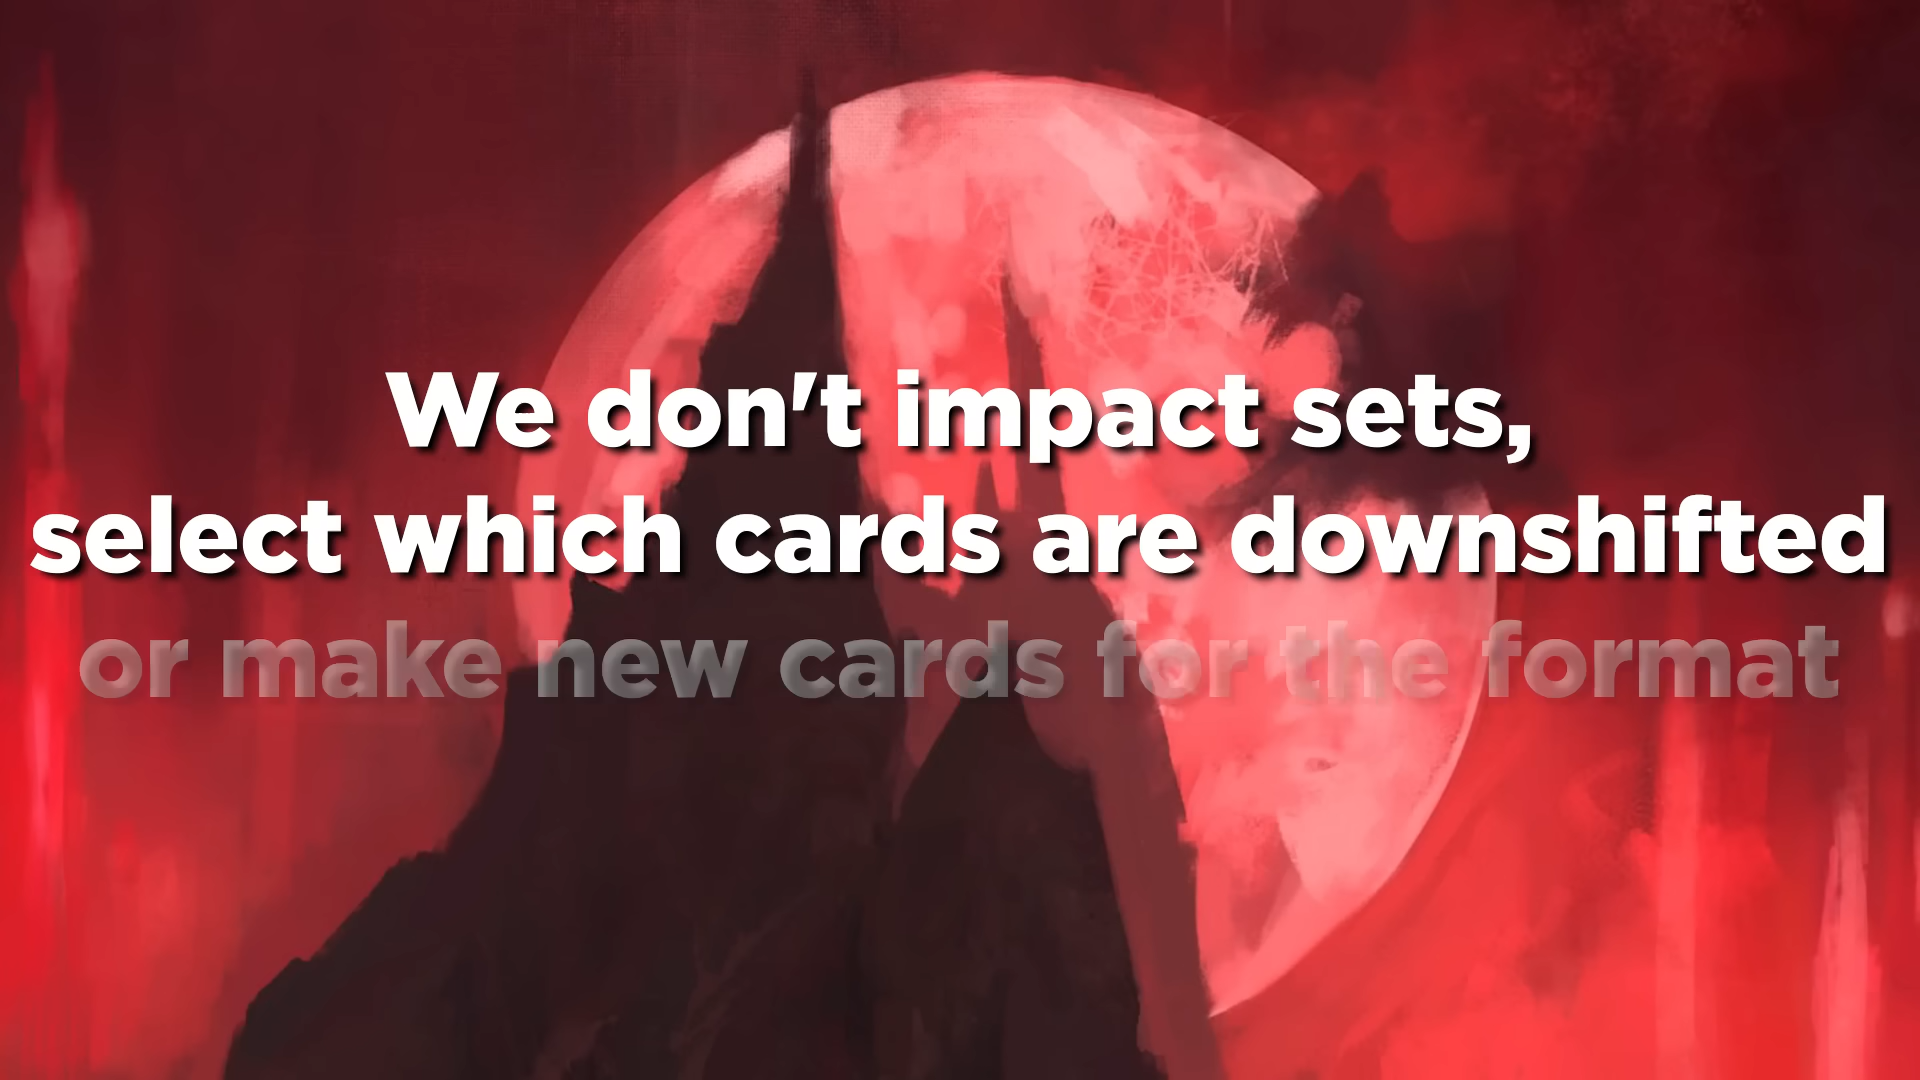 We don't impact sets,
select which cards are downshifted
or make new cards for the format